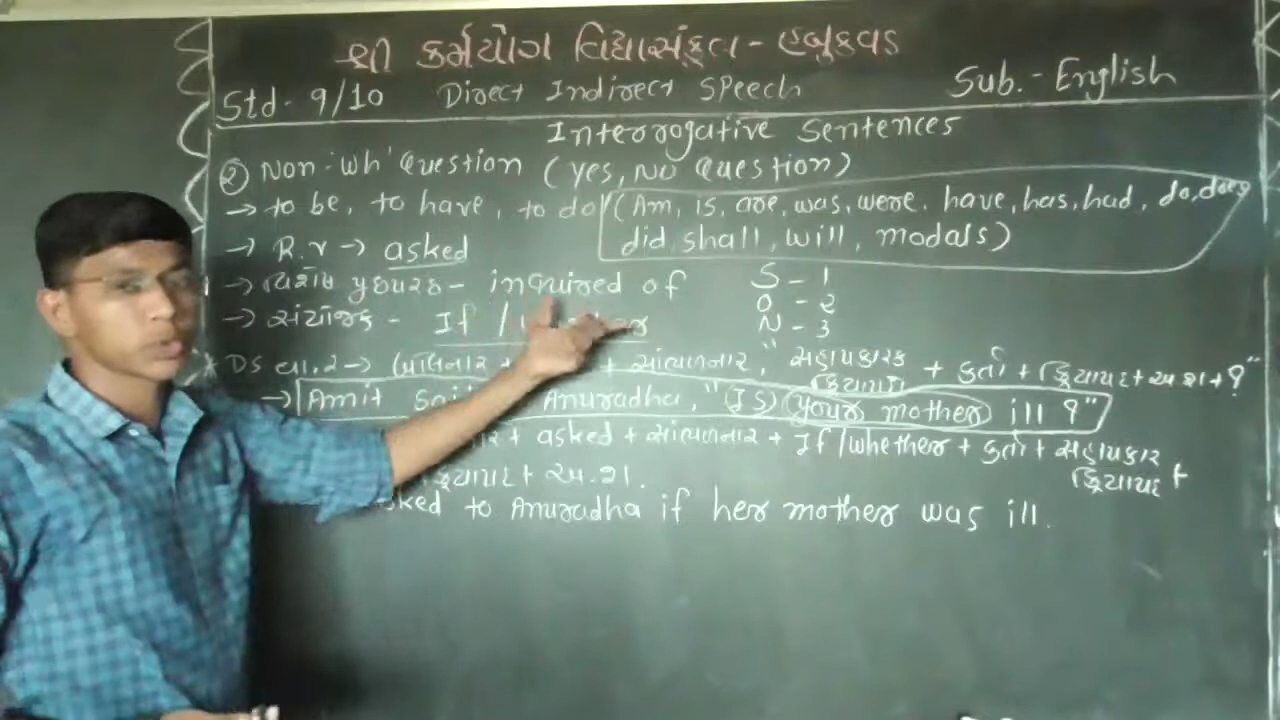 શ્રી કર્મયોગ વિદ્યાસંકુલ - હબુકવડ
Std - 9/10 Direct Indirect Speech Sub. - English
Interrogative Sentences
② Non-'Wh' Question (Yes, No Question)
→ to be, to have, to do (Am, is, are, was, were, have, has, had, do, does
did, shall, will, modals)
→ R.V → asked
→ inquired of S - 1
→ સંયોજક - If / O - 2
N - 3
* DS વા.૨ → (બોલનાર + + સાંભળનાર, " સહાયકારક + કર્તા + ક્રિયાપદ + અ.શ. + ?"
ક્રિયાપદ
→ Amit Anuradha, "(Is) (your mother) ill ?"
+ asked + સાંભળનાર + If/whether + કર્તા + સહાયકાર
ક્રિયાપદ +
ક્રિયાપદ + અ.શ.
asked to Anuradha if her mother was ill.